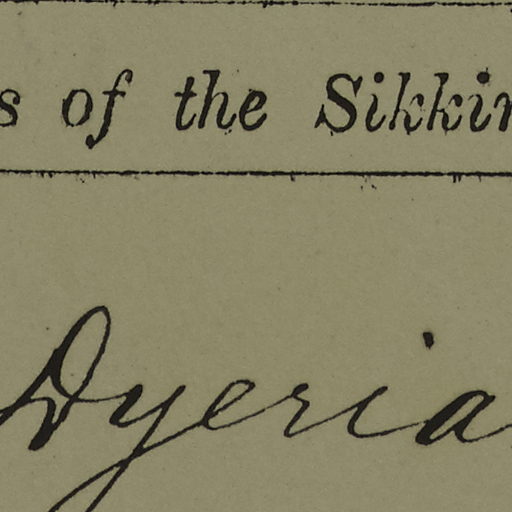 s of the Sikkim
Dyeria